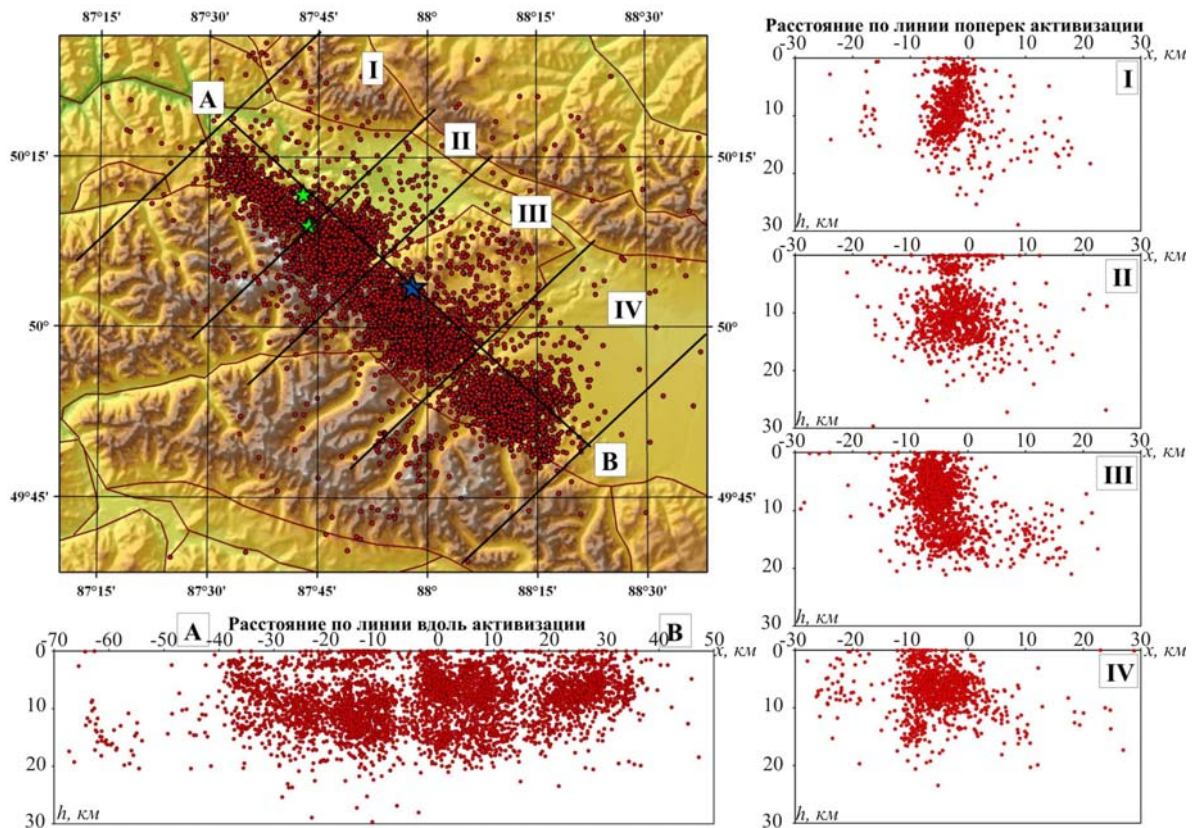 87°15' 87°30' 87°45' 88° 88°15' 88°30'
I
A
II
50°15' 50°15'
III
IV
50° 50°
B
49°45' 49°45'
87°15' 87°30' 87°45' 88° 88°15' 88°30'
A Расстояние по линии вдоль активизации B
-70 -60 -50 -40 -30 -20 -10 0 10 20 30 40 50
0 x, км
10
20
30 h, км
Расстояние по линии поперек активизации
-30 -20 -10 0 10 20 30
0 x, км
I
10
20
30 h, км
-30 -20 -10 0 10 20 30
0 x, км
II
10
20
30 h, км
-30 -20 -10 0 10 20 30
0 x, км
III
10
20
30 h, км
-30 -20 -10 0 10 20 30
0 x, км
IV
10
20
30 h, км